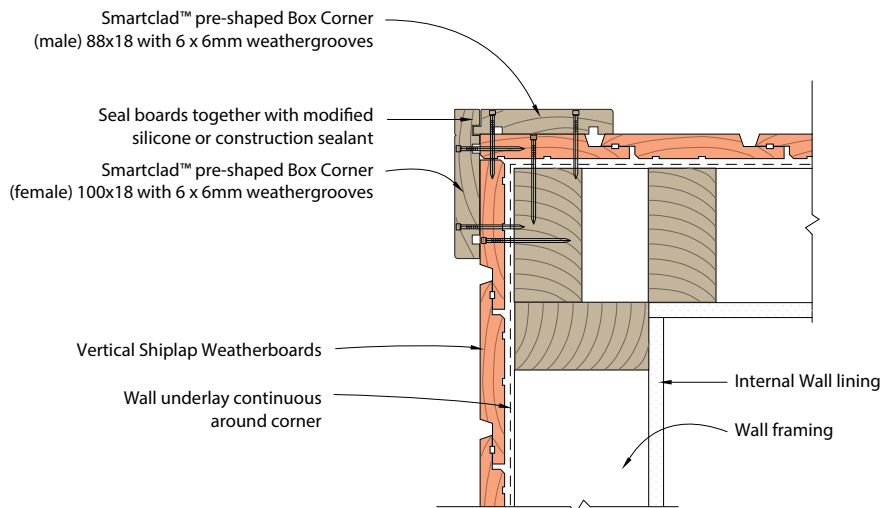 Smartclad™ pre-shaped Box Corner
(male) 88x18 with 6 x 6mm weathergrooves
Seal boards together with modified
silicone or construction sealant
Smartclad™ pre-shaped Box Corner
(female) 100x18 with 6 x 6mm weathergrooves
Vertical Shiplap Weatherboards
Wall underlay continuous
around corner
Internal Wall lining
Wall framing